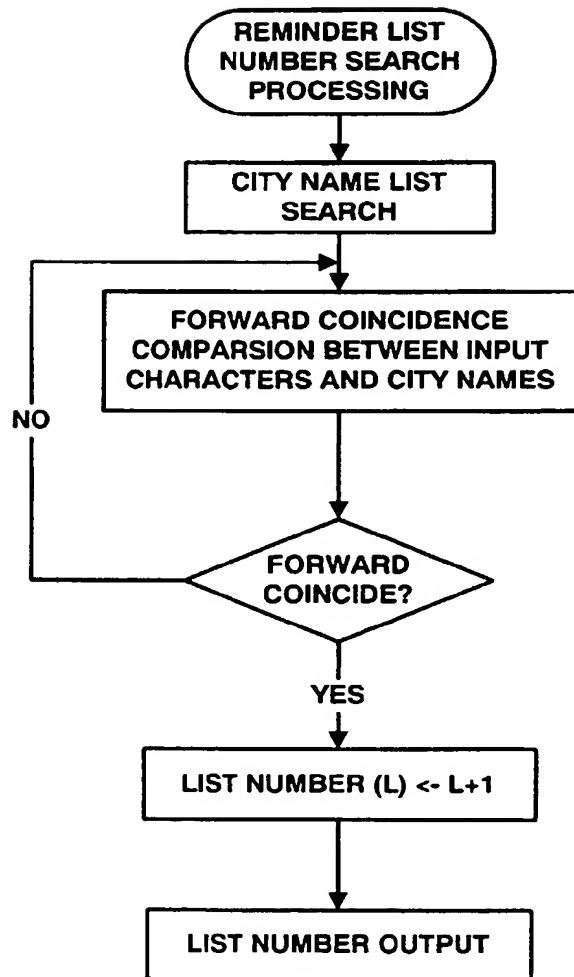 REMINDER LIST
NUMBER SEARCH
PROCESSING
CITY NAME LIST
SEARCH
FORWARD COINCIDENCE
COMPARSION BETWEEN INPUT
CHARACTERS AND CITY NAMES
NO
FORWARD
COINCIDE?
YES
LIST NUMBER (L) <- L+1
LIST NUMBER OUTPUT